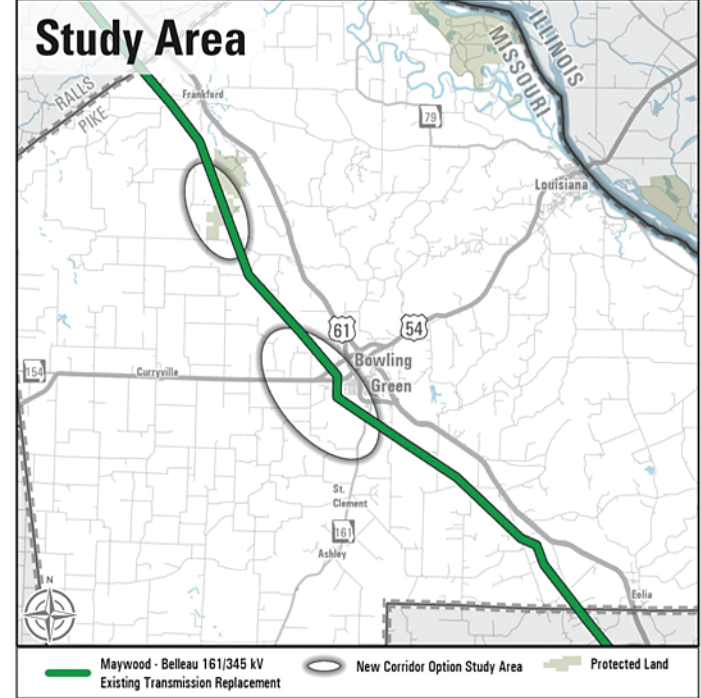 Study Area
ILLINOIS
MISSOURI
RALLS
PIKE
Frankford
79
Louisiana
61
54
Bowling
Green
154
Curryville
St.
Clement
161
Ashley
N
Eolia
Maywood - Belleau 161/345 kV
Existing Transmission Replacement
New Corridor Option Study Area
Protected Land